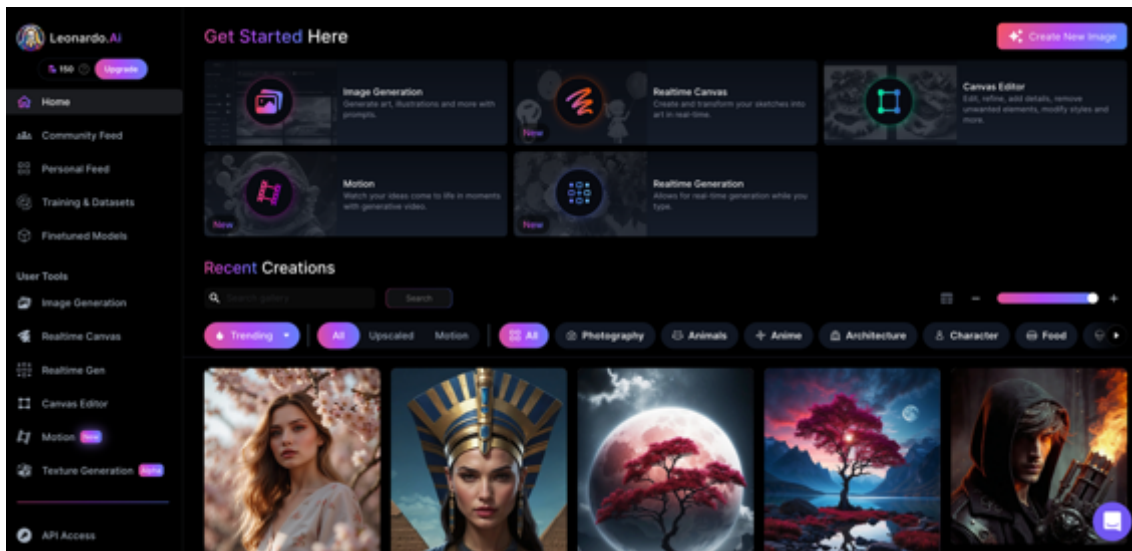 Leonardo.Ai
150
Upgrade
Home
Community Feed
Personal Feed
Training & Datasets
Finetuned Models
User Tools
Image Generation
Realtime Canvas
Realtime Gen
Canvas Editor
Motion New
Texture Generation Alpha
API Access
Get Started Here
Create New Image
Image Generation
Generate art, illustrations and more with
prompts.
New
Realtime Canvas
Create and transform your sketches into
art in real-time.
Canvas Editor
Edit, refine, add details, remove
unwanted elements, modify styles and
more.
New
Motion
Watch your ideas come to life in moments
with generative video.
New
Realtime Generation
Allows for real-time generation while you
type.
Recent Creations
Search gallery
Search
Trending
All
Upscaled
Motion
All
Photography
Animals
Anime
Architecture
Character
Food